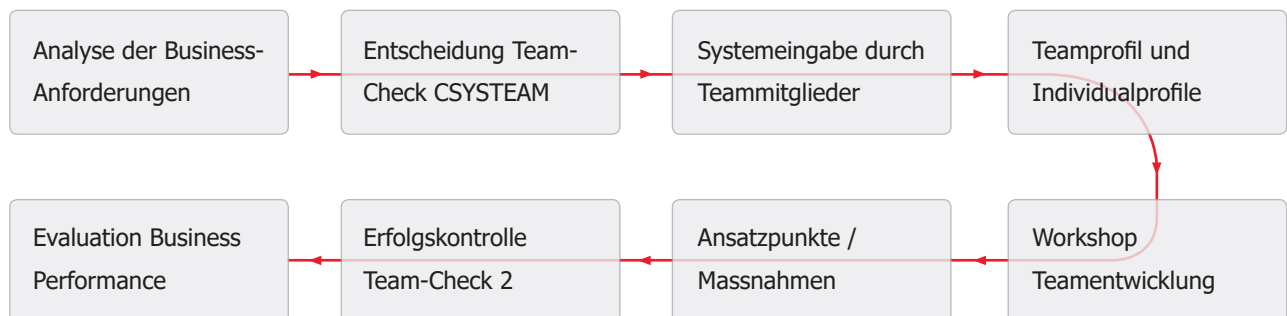 Analyse der Business-
Anforderungen
Entscheidung Team-
Check CSYSTEAM
Systemeingabe durch
Teammitglieder
Teamprofil und
Individualprofile
Workshop
Teamentwicklung
Ansatzpunkte /
Massnahmen
Erfolgskontrolle
Team-Check 2
Evaluation Business
Performance